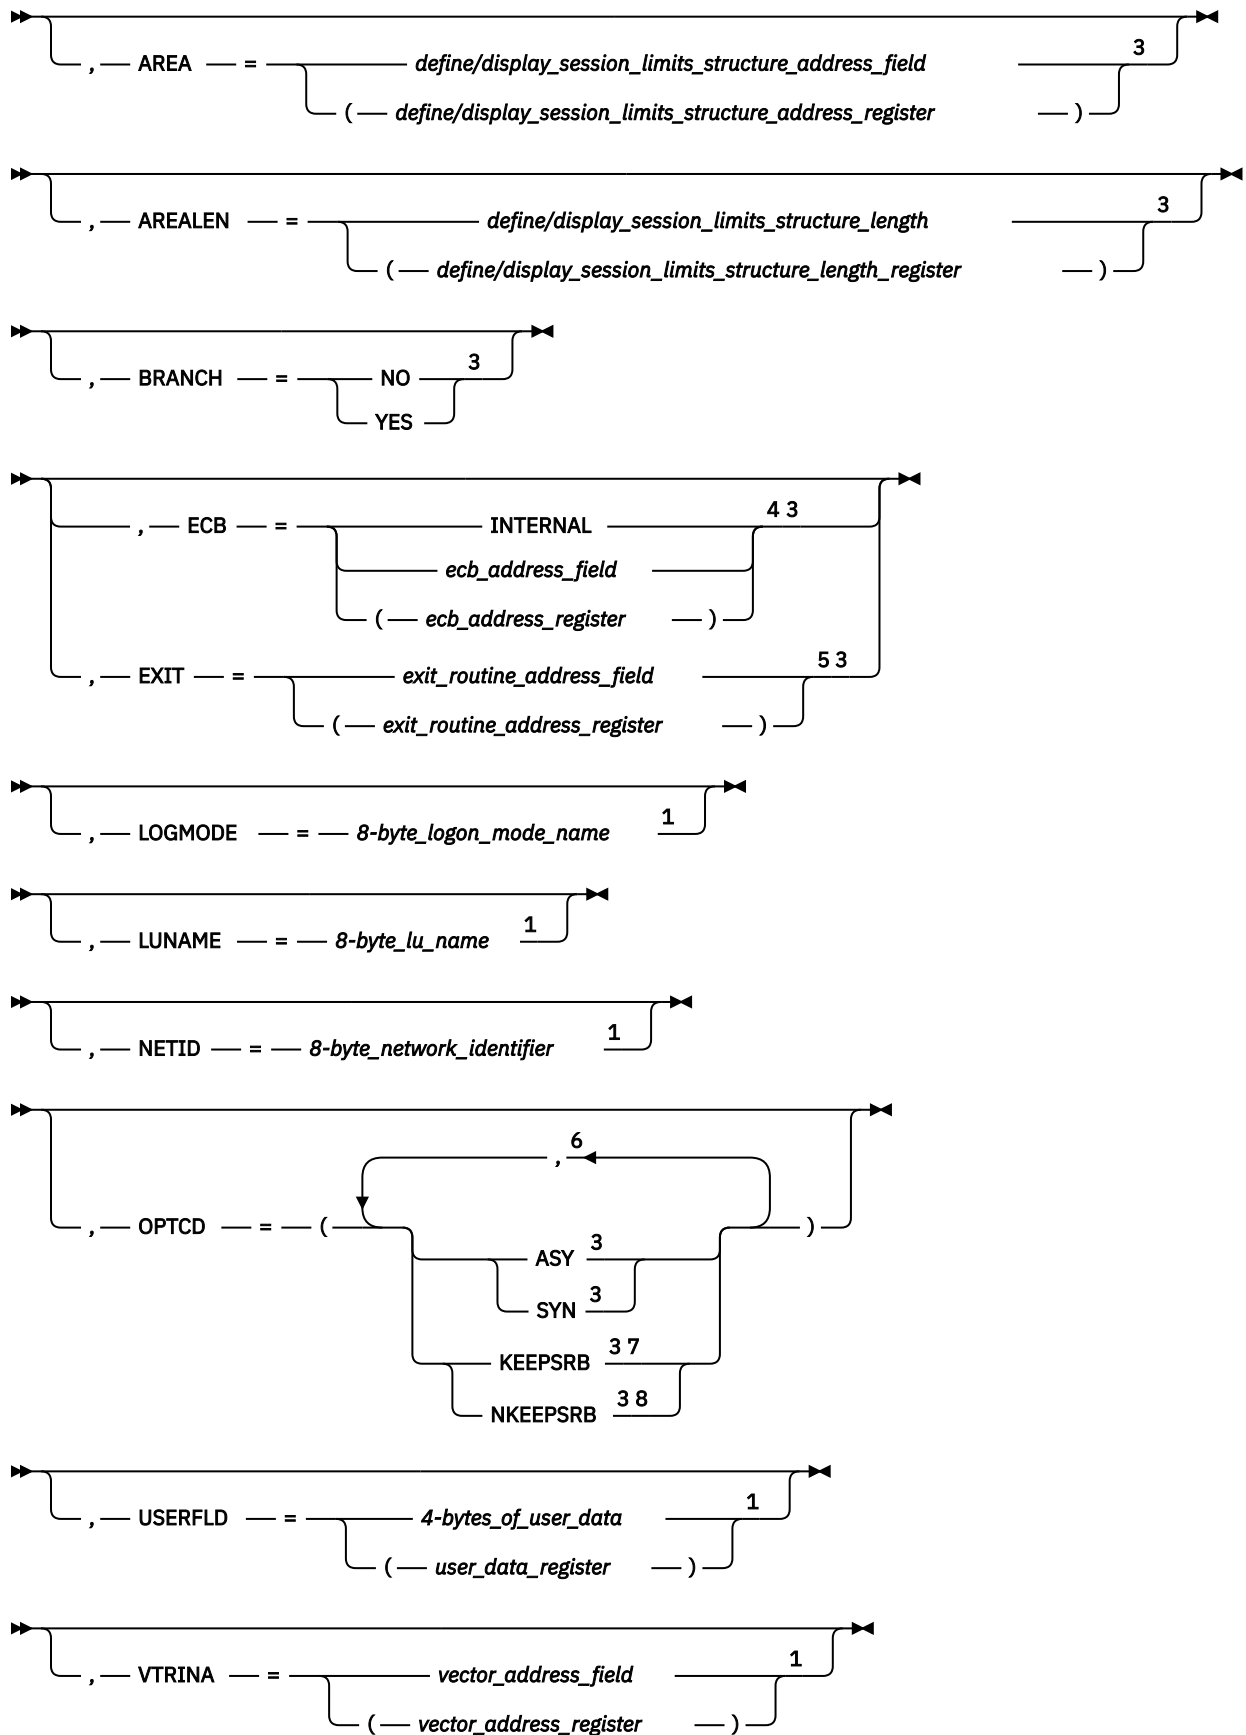 , AREA = define/display_session_limits_structure_address_field 3
( define/display_session_limits_structure_address_register )
, AREALEN = define/display_session_limits_structure_length 3
( define/display_session_limits_structure_length_register )
, BRANCH = NO 3
YES
, ECB = INTERNAL 4 3
ecb_address_field
( ecb_address_register )
, EXIT = exit_routine_address_field 5 3
( exit_routine_address_register )
, LOGMODE = 8-byte_logon_mode_name 1
, LUNAME = 8-byte_lu_name 1
, NETID = 8-byte_network_identifier 1
, 6
, OPTCD = ( )
ASY 3
SYN 3
KEEPSRB 3 7
NKEEPSRB 3 8
, USERFLD = 4-bytes_of_user_data 1
( user_data_register )
, VTRINA = vector_address_field 1
( vector_address_register )